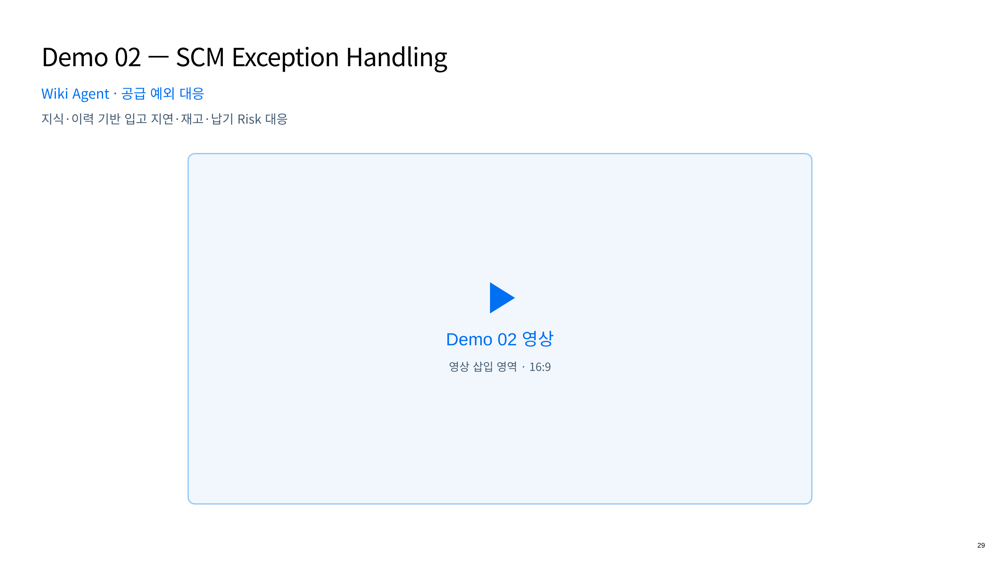 Demo 02 — SCM Exception Handling
Wiki Agent · 공급 예외 대응
지식·이력 기반 입고 지연·재고·납기 Risk 대응
Demo 02 영상
영상 삽입 영역 · 16:9
29